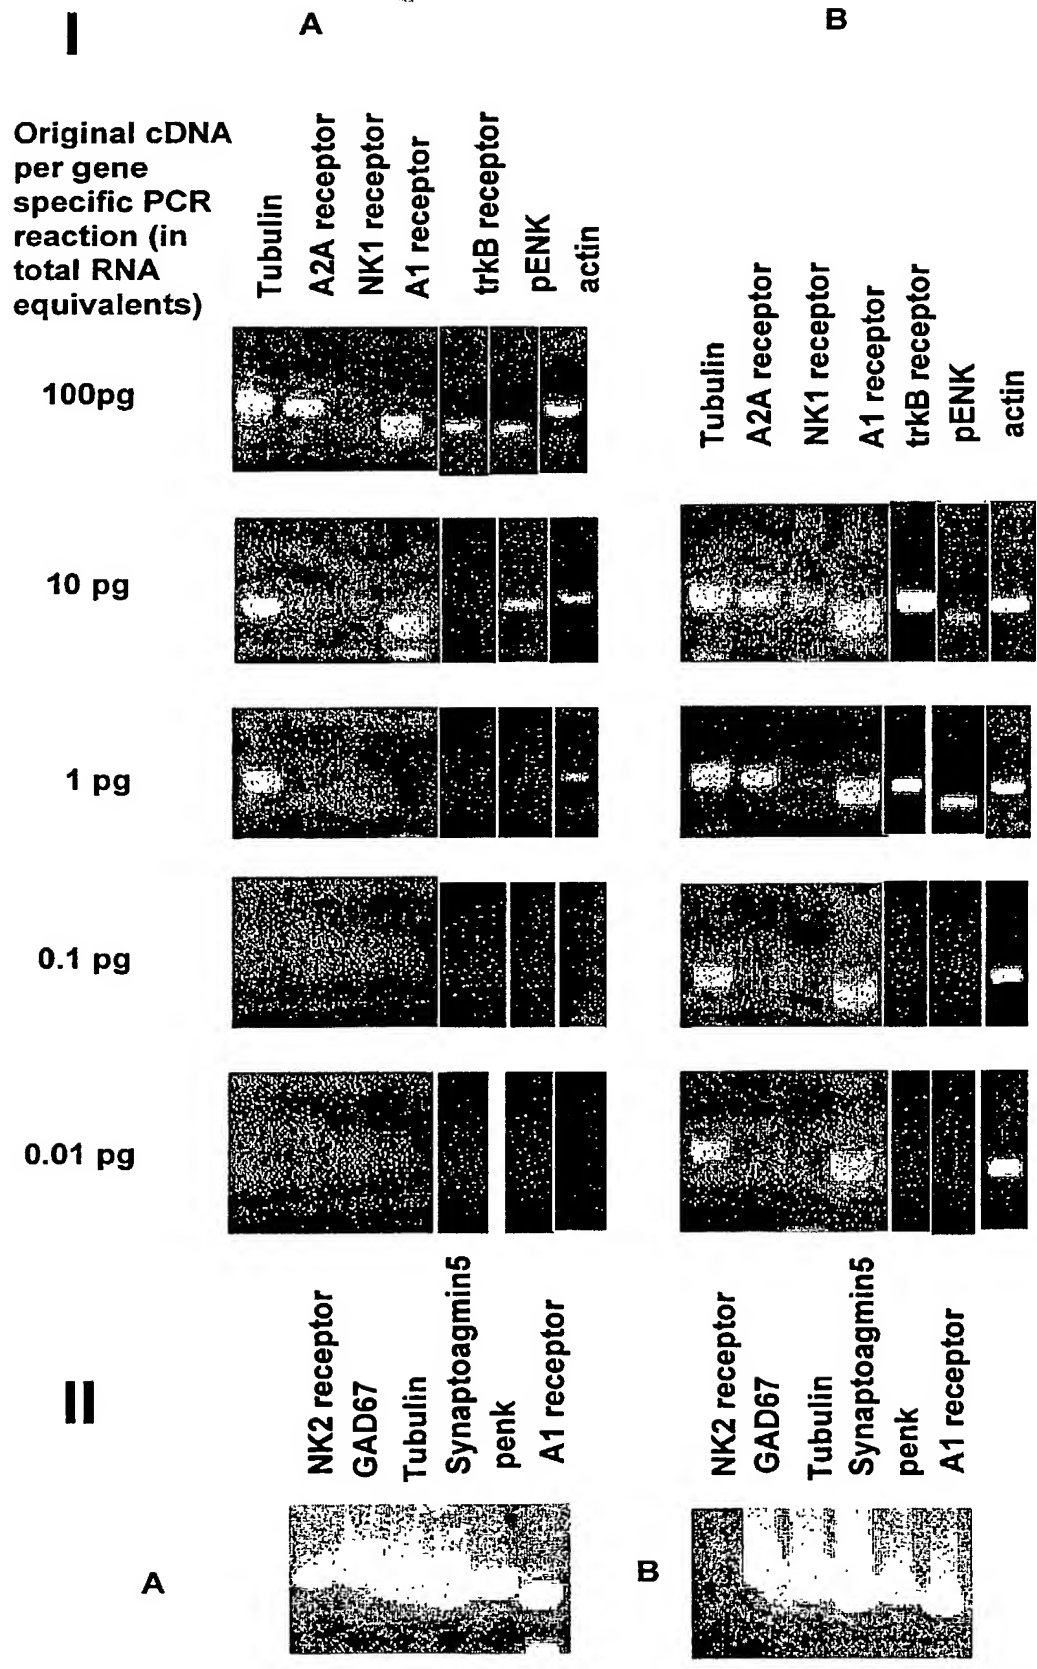 I
A
B
Original cDNA
per gene
specific PCR
reaction (in
total RNA
equivalents)
Tubulin
A2A receptor
NK1 receptor
A1 receptor
trkB receptor
pENK
actin
Tubulin
A2A receptor
NK1 receptor
A1 receptor
trkB receptor
pENK
actin
100pg
10 pg
1 pg
0.1 pg
0.01 pg
II
NK2 receptor
GAD67
Tubulin
Synaptoagmin5
penk
A1 receptor
NK2 receptor
GAD67
Tubulin
Synaptoagmin5
penk
A1 receptor
A
B